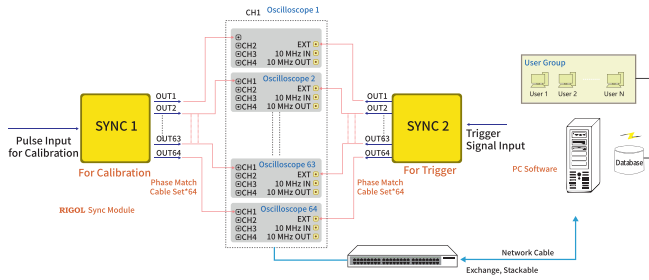 CH1 Oscilloscope 1
EXT
CH2
10 MHz IN
CH3
10 MHz OUT
CH4
Oscilloscope 2
CH1
EXT
CH2
10 MHz IN
CH3
10 MHz OUT
CH4
Oscilloscope 63
CH1
EXT
CH2
10 MHz IN
CH3
10 MHz OUT
CH4
Oscilloscope 64
CH1
EXT
CH2
10 MHz IN
CH3
10 MHz OUT
CH4
Pulse Input
for Calibration
SYNC 1
For Calibration
OUT1
OUT2
OUT63
OUT64
Phase Match
Cable Set*64
RIGOL Sync Module
OUT1
OUT2
OUT63
OUT64
SYNC 2
For Trigger
Phase Match
Cable Set*64
Trigger
Signal Input
User Group
User 1
User 2
User N
PC Software
Database
Network Cable
Exchange, Stackable